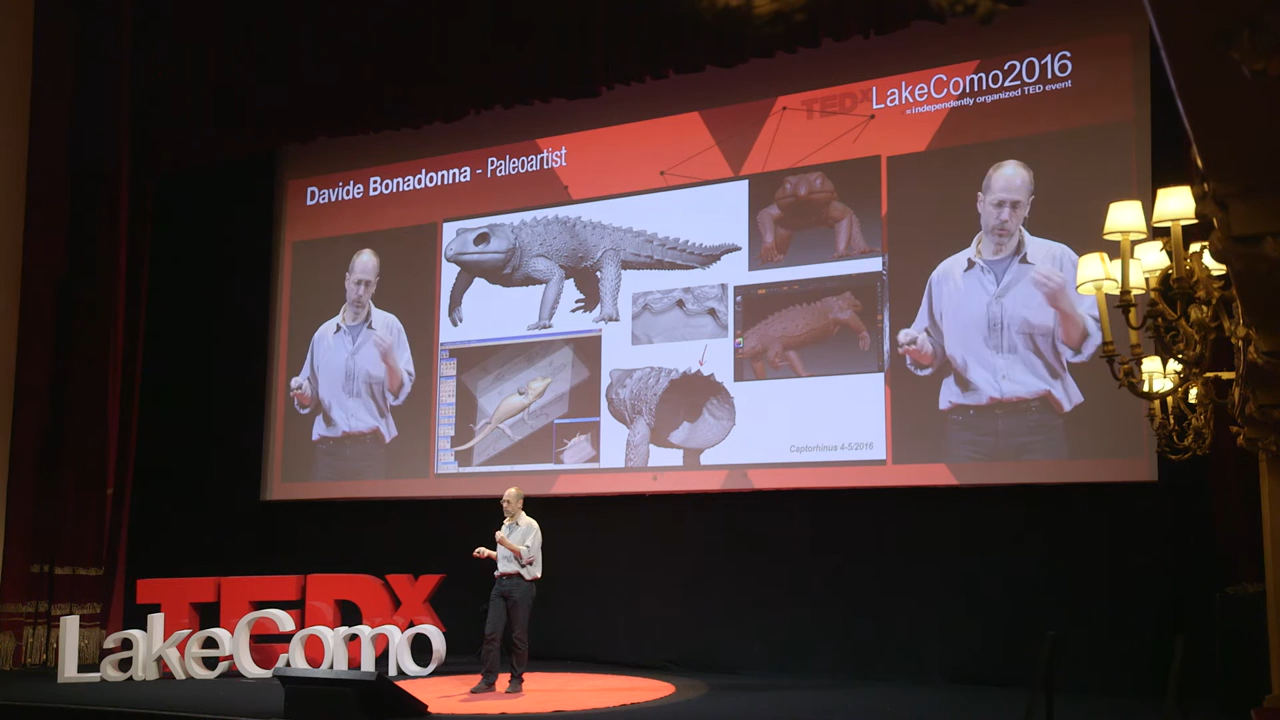 TEDx
LakeComo2016
= independently organized TED event
Davide Bonadonna - Paleoartist
Captorhinus 4-5/2016
TEDx
LakeComo